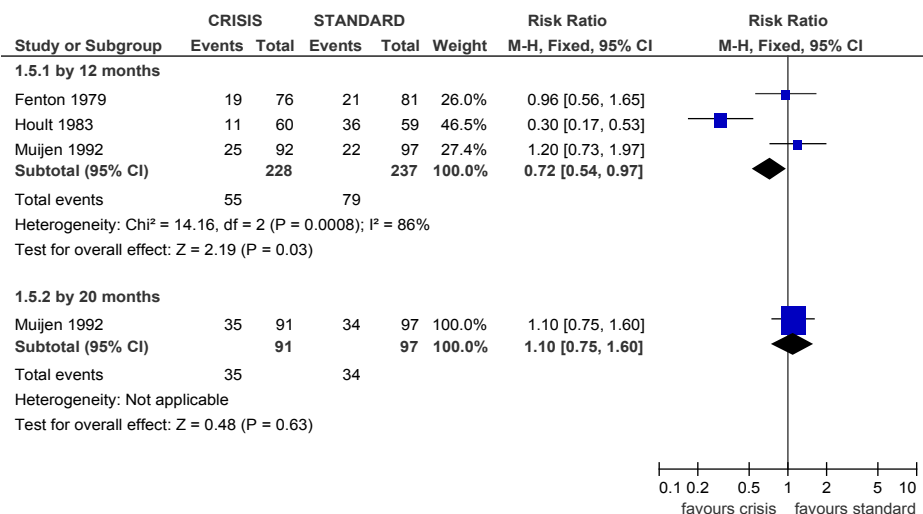 CRISIS STANDARD Risk Ratio Risk Ratio
Study or Subgroup Events Total Events Total Weight M-H, Fixed, 95% CI M-H, Fixed, 95% CI
1.5.1 by 12 months
Fenton 1979 19 76 21 81 26.0% 0.96 [0.56, 1.65]
Hoult 1983 11 60 36 59 46.5% 0.30 [0.17, 0.53]
Muijen 1992 25 92 22 97 27.4% 1.20 [0.73, 1.97]
Subtotal (95% CI) 228 237 100.0% 0.72 [0.54, 0.97]
Total events 55 79
Heterogeneity: Chi² = 14.16, df = 2 (P = 0.0008); I² = 86%
Test for overall effect: Z = 2.19 (P = 0.03)
1.5.2 by 20 months
Muijen 1992 35 91 34 97 100.0% 1.10 [0.75, 1.60]
Subtotal (95% CI) 91 97 100.0% 1.10 [0.75, 1.60]
Total events 35 34
Heterogeneity: Not applicable
Test for overall effect: Z = 0.48 (P = 0.63)
0.1 0.2 0.5 1 2 5 10
favours crisis favours standard